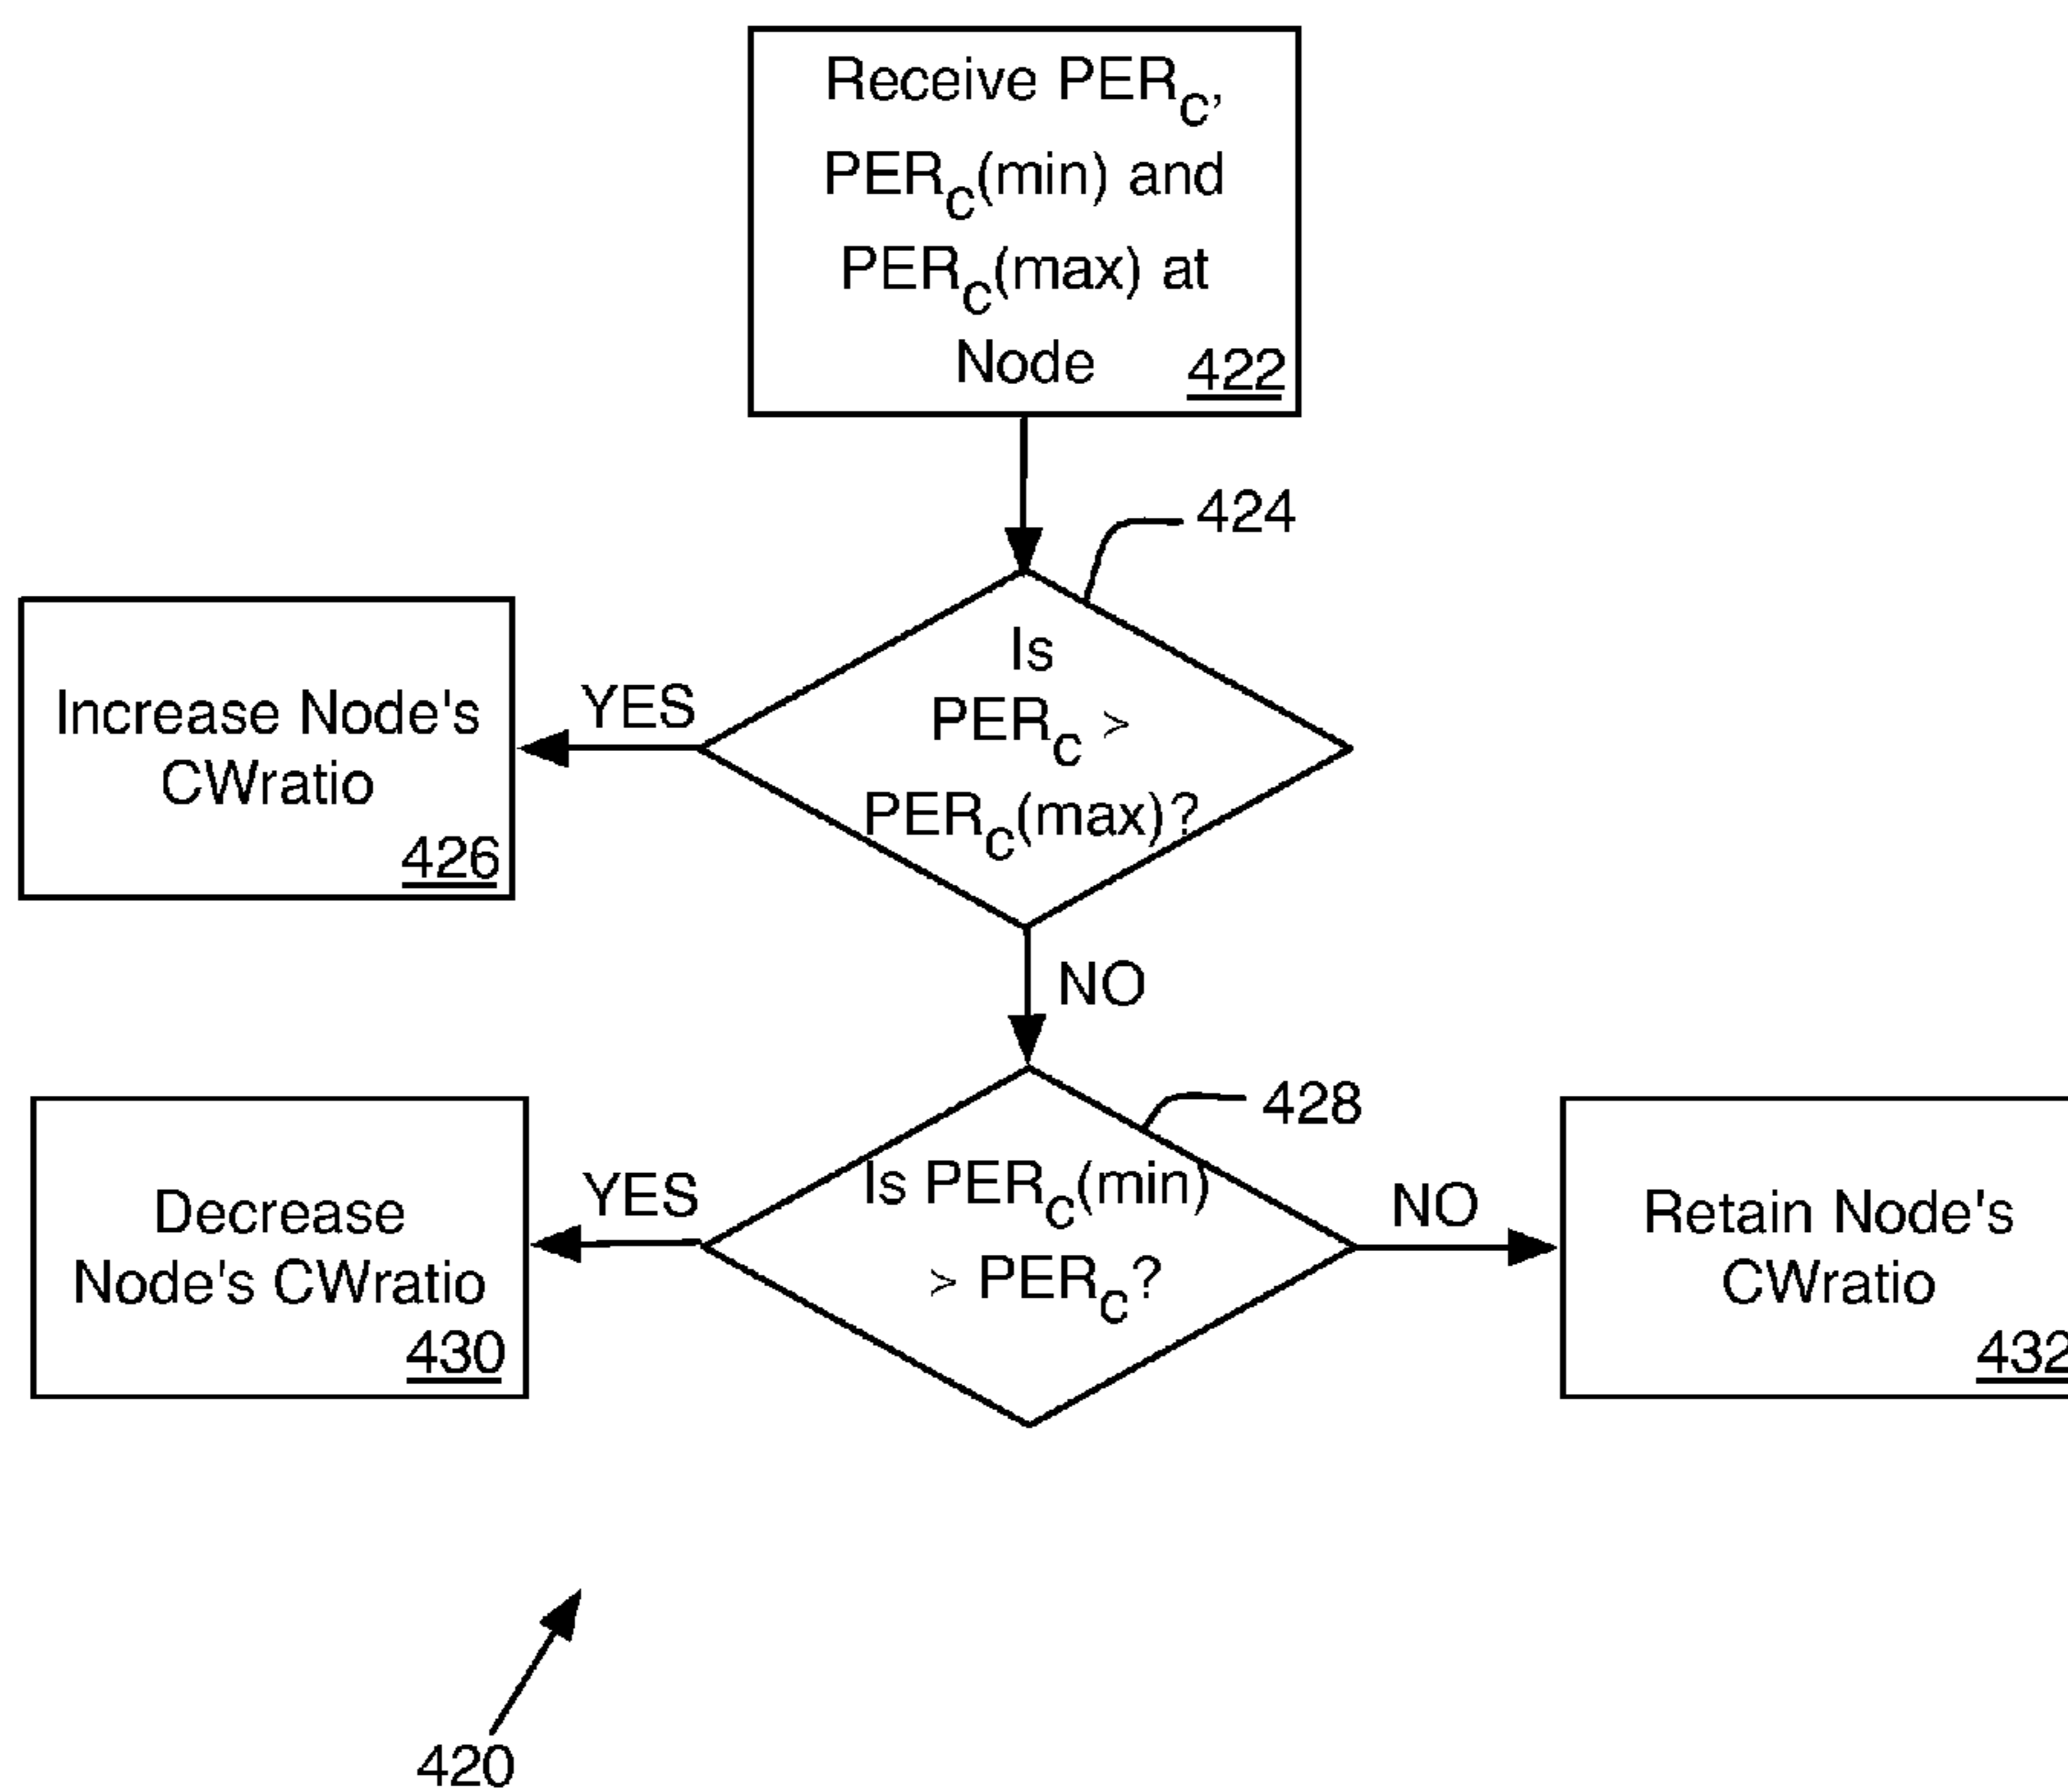 Receive PERC,
PERC(min) and
PERC(max) at
Node
422
424
Is
PERC >
PERC(max)?
YES
Increase Node's
CWratio
426
NO
428
Is PERC(min)
> PERC?
YES
Decrease
Node's CWratio
430
NO
Retain Node's
CWratio
432
420